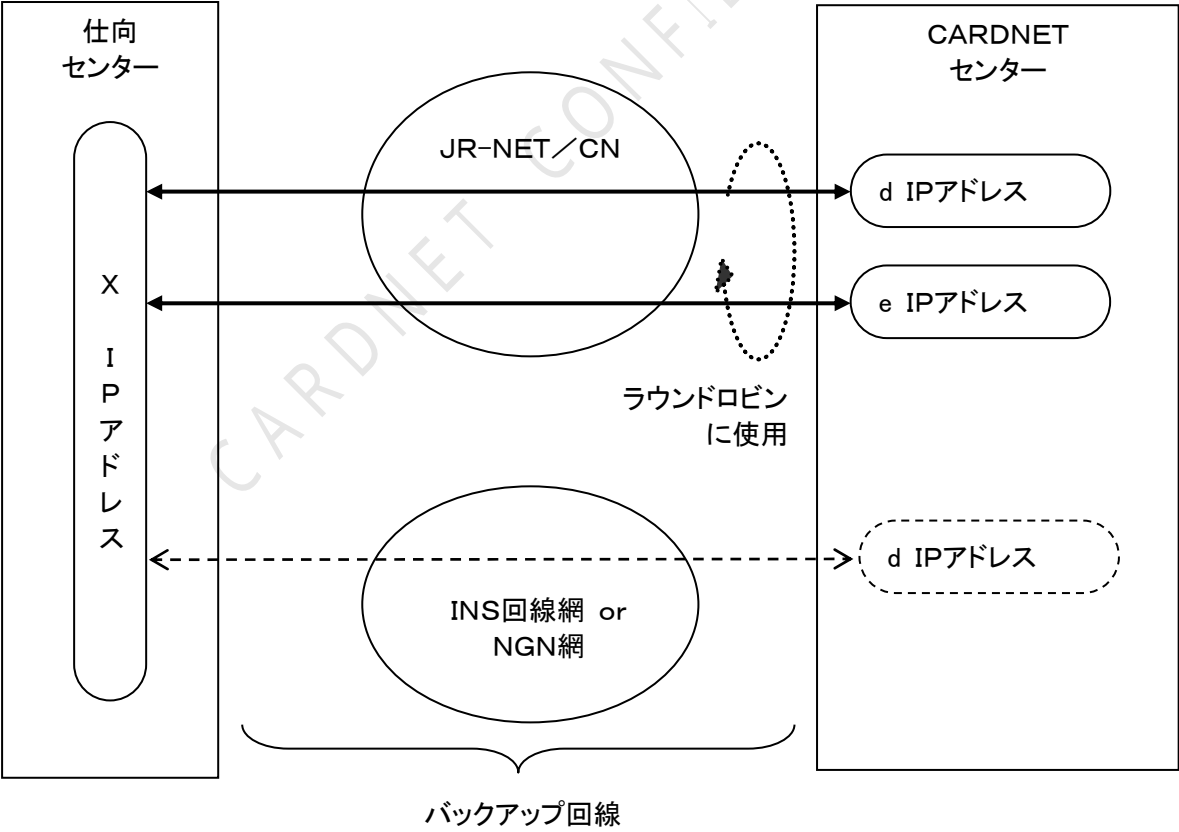 仕向
センター
CARDNET
センター
JR-NET／CN
d IPアドレス
e IPアドレス
X IPアドレス
ラウンドロビン
に使用
d IPアドレス
INS回線網 or
NGN網
バックアップ回線
CARDNET CONFI